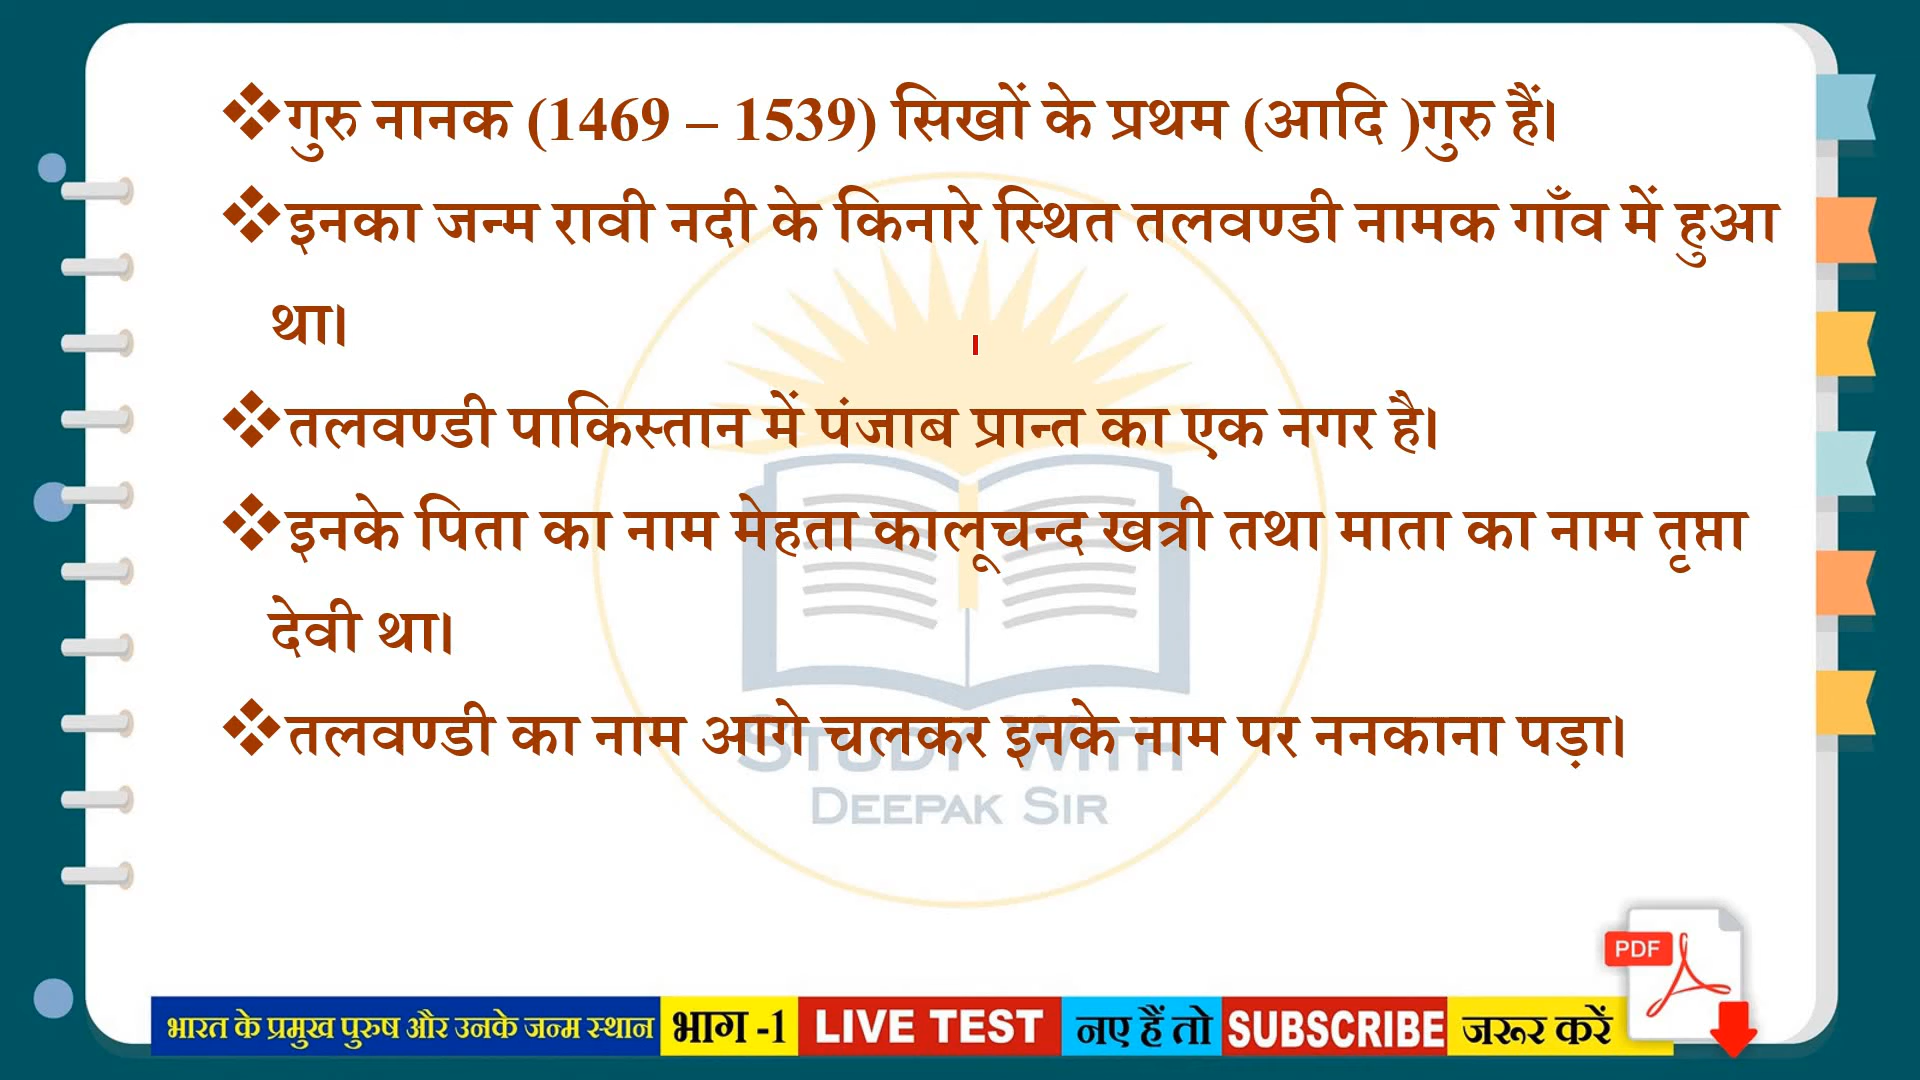 ❖गुरु नानक (1469 – 1539) सिखों के प्रथम (आदि )गुरु हैं।
❖इनका जन्म रावी नदी के किनारे स्थित तलवण्डी नामक गाँव में हुआ
था।
❖तलवण्डी पाकिस्तान में पंजाब प्रान्त का एक नगर है।
❖इनके पिता का नाम मेहता कालूचन्द खत्री तथा माता का नाम तृप्ता
देवी था।
❖तलवण्डी का नाम आगे चलकर इनके नाम पर ननकाना पड़ा।
STUDY WITH
DEEPAK SIR
PDF
भारत के प्रमुख पुरुष और उनके जन्म स्थान भाग -1 LIVE TEST नए हैं तो SUBSCRIBE जरूर करें